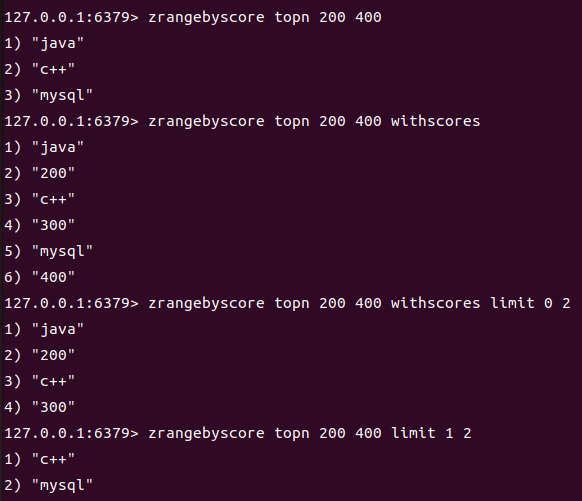 127.0.0.1:6379> zrangebyscore topn 200 400
1) "java"
2) "c++"
3) "mysql"
127.0.0.1:6379> zrangebyscore topn 200 400 withscores
1) "java"
2) "200"
3) "c++"
4) "300"
5) "mysql"
6) "400"
127.0.0.1:6379> zrangebyscore topn 200 400 withscores limit 0 2
1) "java"
2) "200"
3) "c++"
4) "300"
127.0.0.1:6379> zrangebyscore topn 200 400 limit 1 2
1) "c++"
2) "mysql"